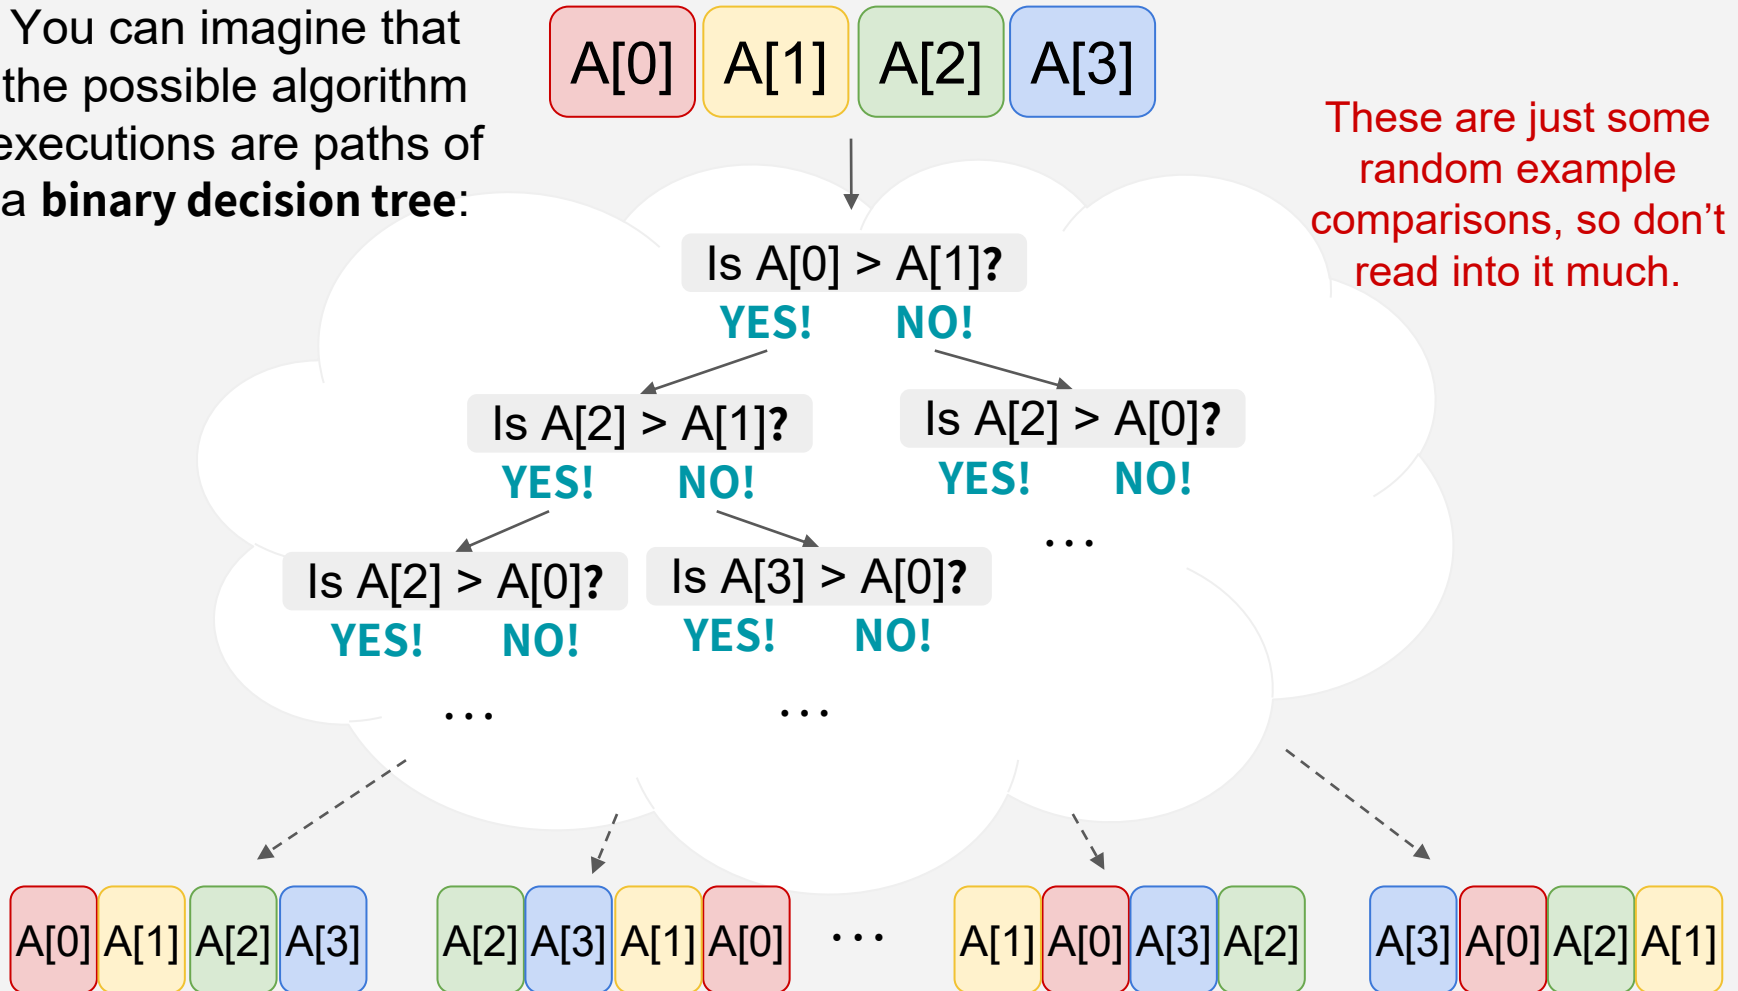 You can imagine that
the possible algorithm
executions are paths of
a binary decision tree:
A[0] A[1] A[2] A[3]
These are just some
random example
comparisons, so don't
read into it much.
Is A[0] > A[1]?
YES! NO!
Is A[2] > A[1]? Is A[2] > A[0]?
YES! NO! YES! NO!
...
Is A[2] > A[0]? Is A[3] > A[0]?
YES! NO! YES! NO!
... ...
A[0] A[1] A[2] A[3] A[2] A[3] A[1] A[0] ... A[1] A[0] A[3] A[2] A[3] A[0] A[2] A[1]